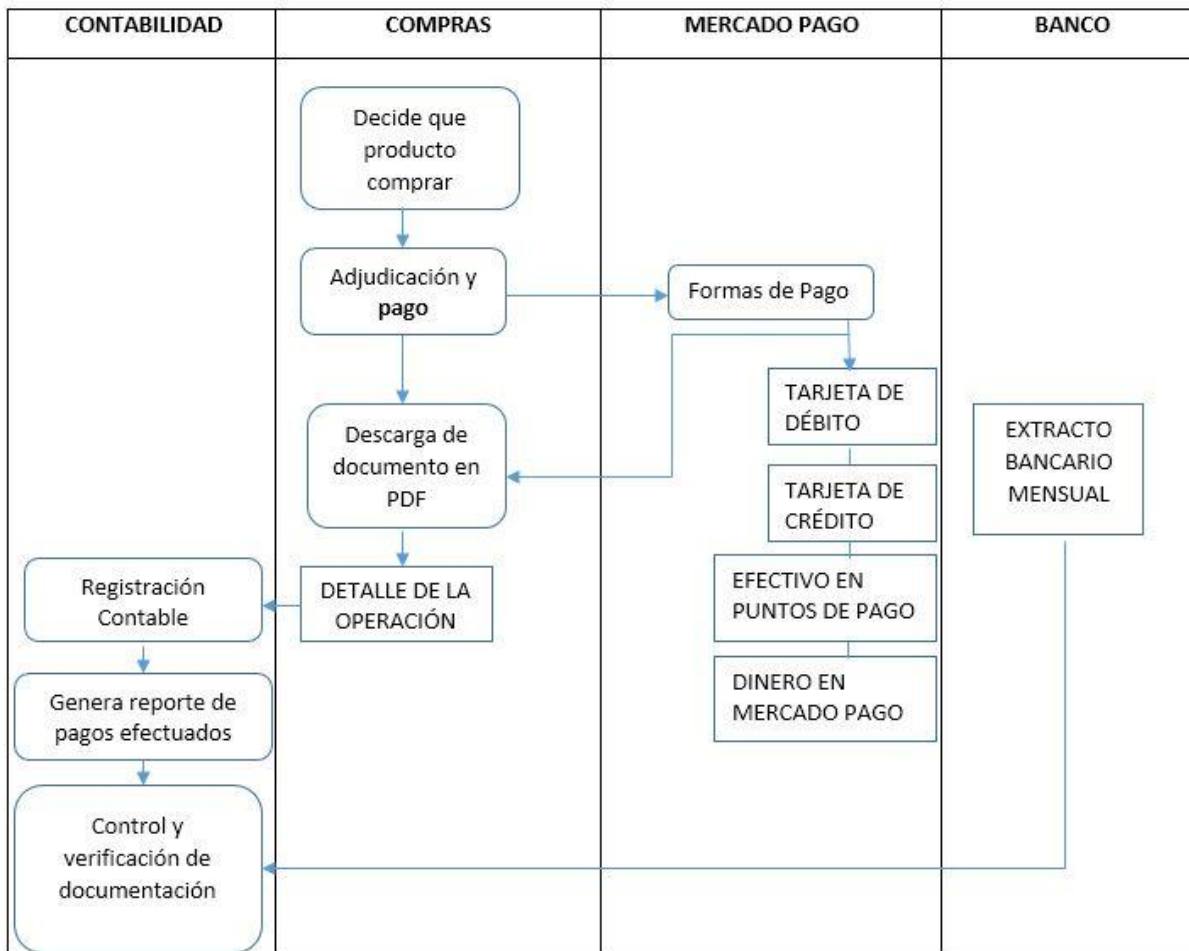 CONTABILIDAD
COMPRAS
MERCADO PAGO
BANCO
Decide que
producto
comprar
Adjudicación y
pago
Formas de Pago
TARJETA DE
DÉBITO
Descarga de
documento en
PDF
EXTRACTO
BANCARIO
MENSUAL
TARJETA DE
CRÉDITO
EFECTIVO EN
PUNTOS DE PAGO
DETALLE DE LA
OPERACIÓN
Registración
Contable
DINERO EN
MERCADO PAGO
Genera reporte de
pagos efectuados
Control y
verificación de
documentación